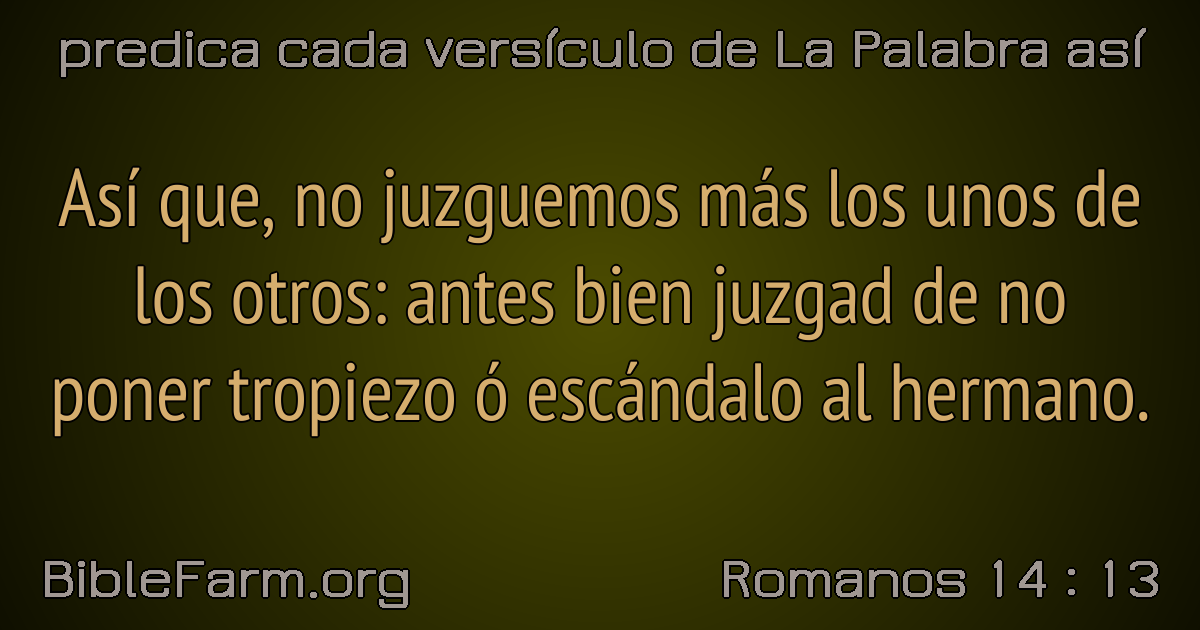 predica cada versículo de La Palabra así
Así que, no juzguemos más los unos de
los otros: antes bien juzgad de no
poner tropiezo ó escándalo al hermano.
BibleFarm.org
Romanos 14 : 13